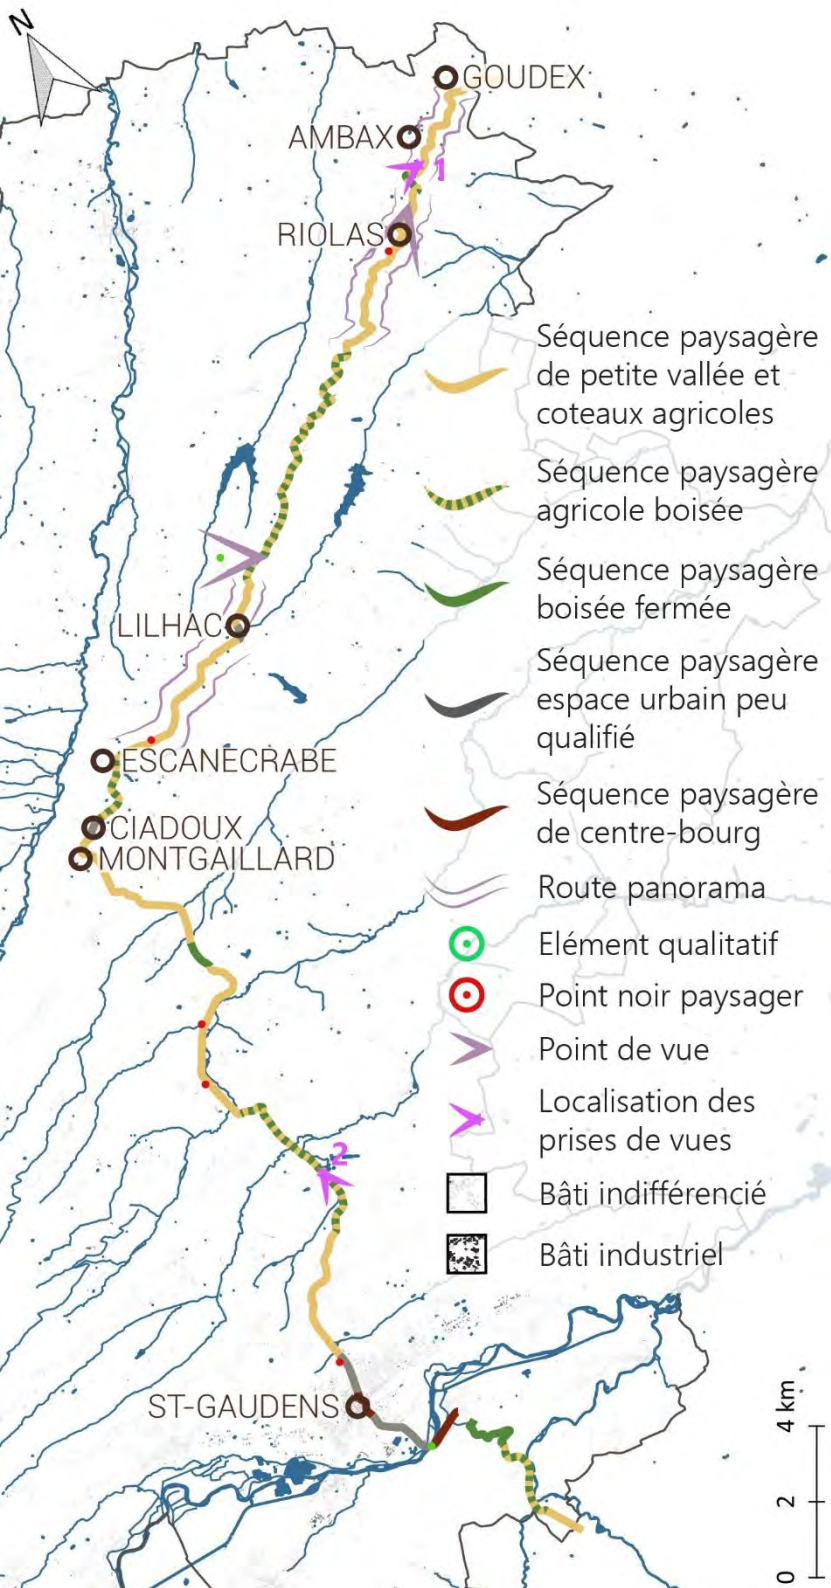 N
GOUDEX
AMBAX
1
RIOLAS
Séquence paysagère
de petite vallée et
coteaux agricoles
Séquence paysagère
agricole boisée
Séquence paysagère
boisée fermée
LILHAC
Séquence paysagère
espace urbain peu
qualifié
ESCANECRABE
Séquence paysagère
de centre-bourg
CIADOUX
MONTGAILLARD
Route panorama
Elément qualitatif
Point noir paysager
Point de vue
Localisation des
prises de vues
2
Bâti indifférencié
Bâti industriel
ST-GAUDENS
4 km
2
0